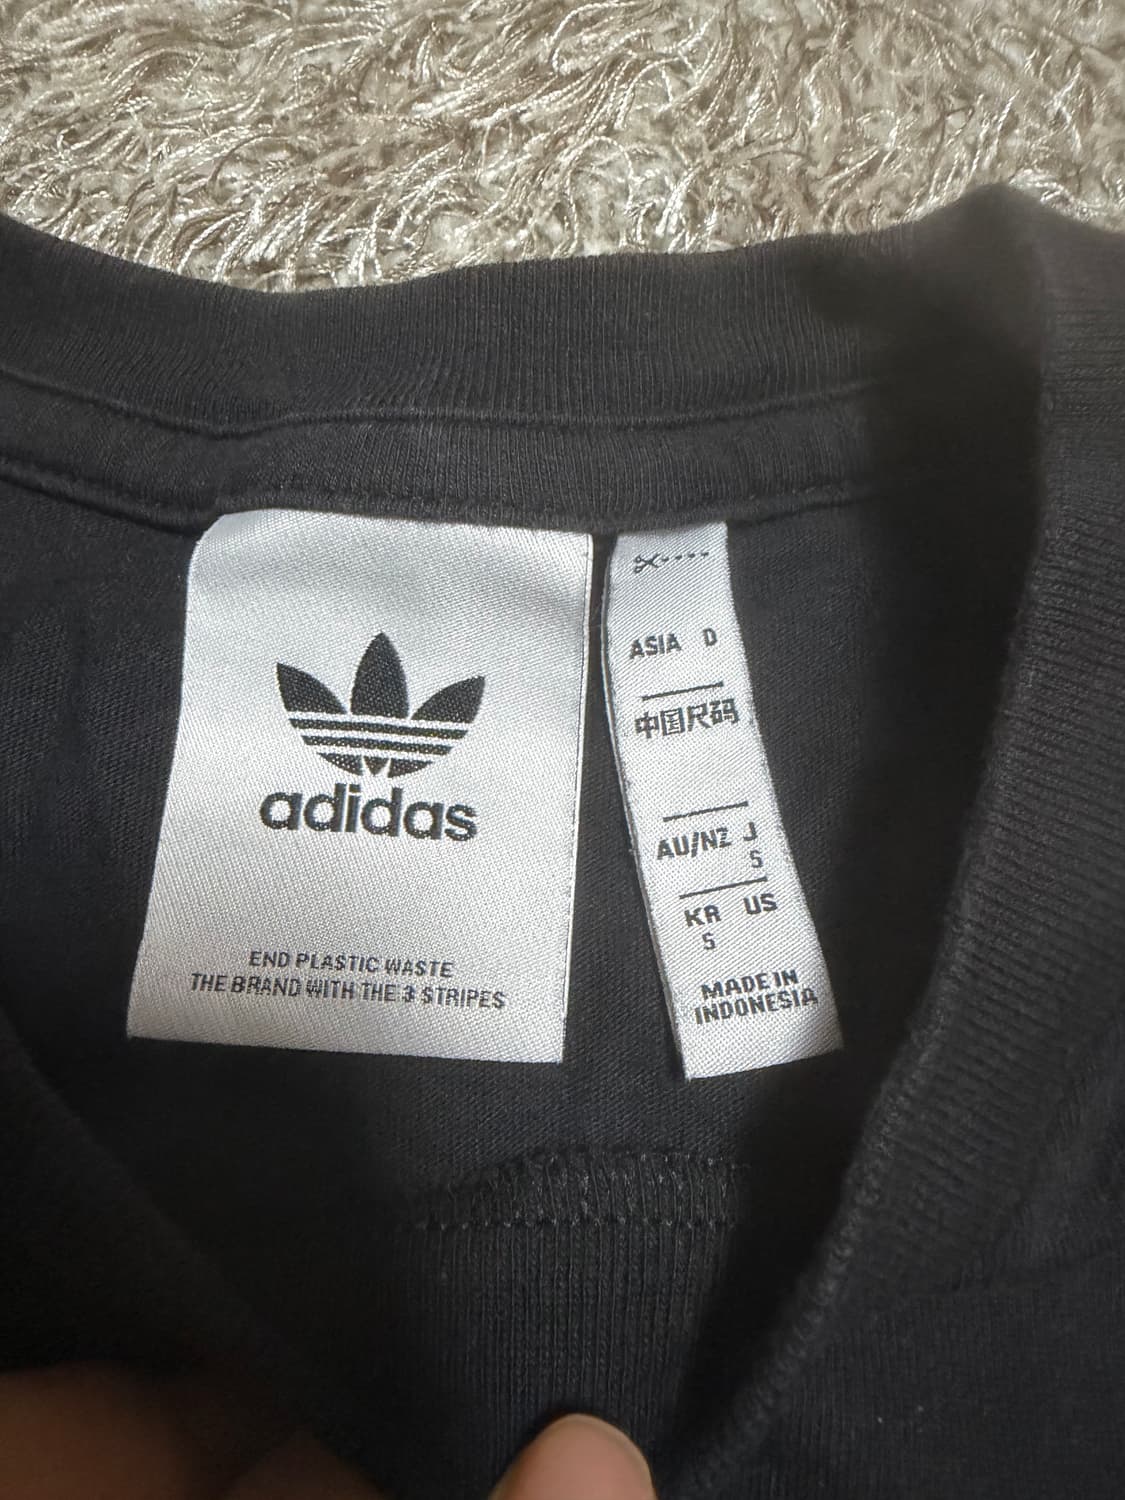 adidas
END PLASTIC WASTE
THE BRAND WITH THE 3 STRIPES
ASIA D
中国尺码
AU/NZ J
S
KR US
S
MADE IN
INDONESIA